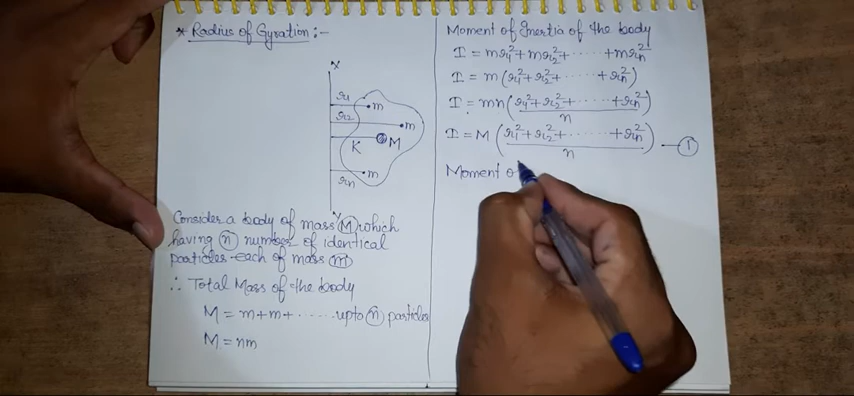 * Radius of Gyration :-
X
r1
m
r2
m
K
M
rn
m
Y
Consider a body of mass M which
having n number of identical
particles each of mass m
∴ Total Mass of the body
M = m+m+ ...... upto n particles
M = nm
Moment of Inertia of the body
I = mr₁²+mr₂²+ ...... +mrn²
I = m(r₁²+r₂²+ ...... +rn²)
I = mn(r₁²+r₂²+ ...... +rn²)
n
I = M (r₁²+r₂²+ ...... +rn²) — 1
n
Moment o